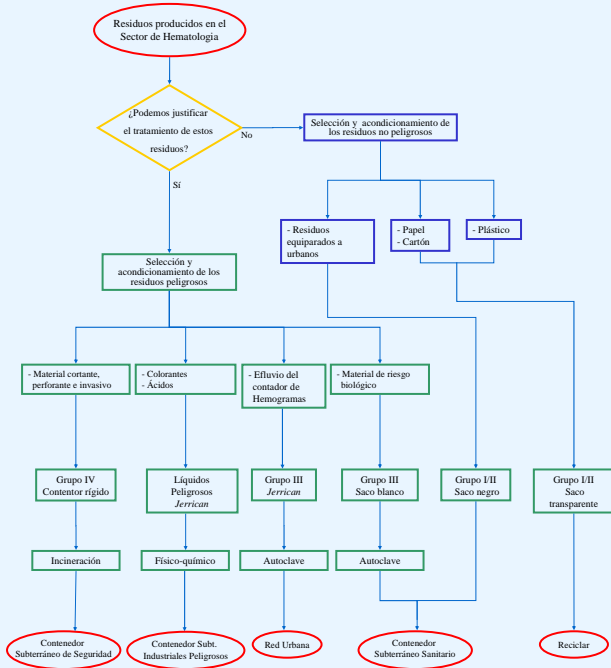 Residuos producidos en el
Sector de Hematologia
¿Podemos justificar
el tratamiento de estos
residuos?
No
Selección y acondicionamiento de
los residuos no peligrosos
Sí
- Residuos
equiparados a
urbanos
- Papel
- Cartón
- Plástico
Selección y
acondicionamiento de los
residuos peligrosos
- Material cortante,
perforante e invasivo
- Colorantes
- Ácidos
- Efluvio del
contador de
Hemogramas
- Material de riesgo
biológico
Grupo IV
Contentor rígido
Líquidos
Peligrosos
Jerrican
Grupo III
Jerrican
Grupo III
Saco blanco
Grupo I/II
Saco negro
Grupo I/II
Saco
transparente
Incineración
Físico-químico
Autoclave
Autoclave
Contenedor
Subterráneo de Seguridad
Contenedor Subt.
Industriales Peligrosos
Red Urbana
Contenedor
Subterráneo Sanitario
Reciclar